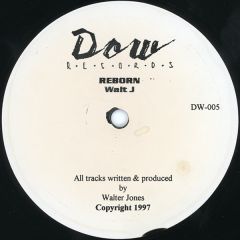 Dow
RECORDS
REBORN
Walt J
DW-005
All tracks written & produced
by
Walter Jones
Copyright 1997